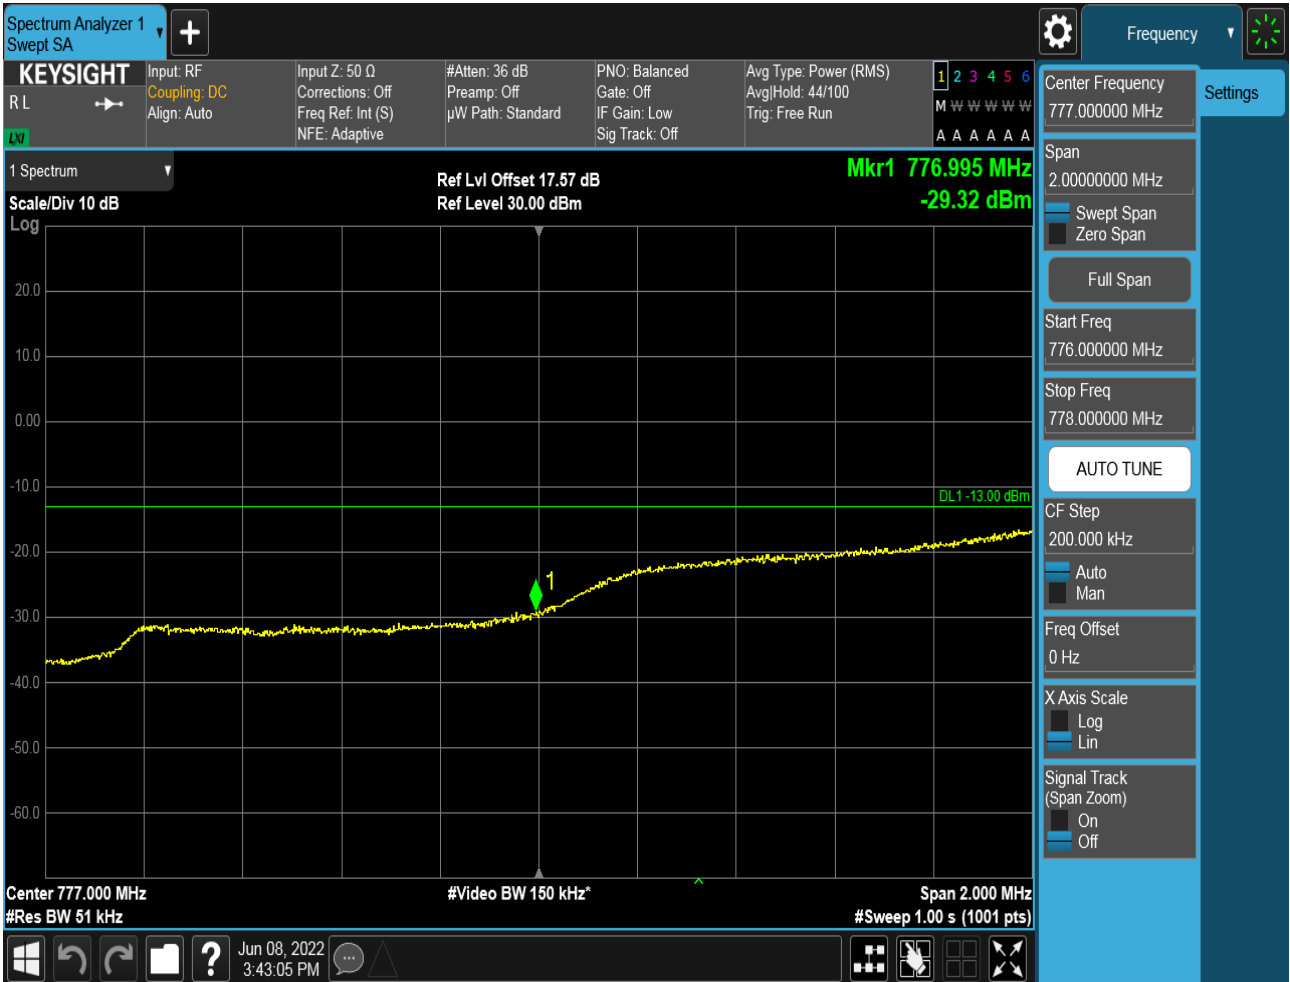 Spectrum Analyzer 1
Swept SA
Frequency
KEYSIGHT
R L
LXI
Input: RF
Coupling: DC
Align: Auto
Input Z: 50 Ω
Corrections: Off
Freq Ref: Int (S)
NFE: Adaptive
#Atten: 36 dB
Preamp: Off
µW Path: Standard
PNO: Balanced
Gate: Off
IF Gain: Low
Sig Track: Off
Avg Type: Power (RMS)
Avg|Hold: 44/100
Trig: Free Run
1 2 3 4 5 6
M W W W W W
A A A A A A
1 Spectrum
Scale/Div 10 dB
Log
Ref Lvl Offset 17.57 dB
Ref Level 30.00 dBm
Mkr1 776.995 MHz
-29.32 dBm
20.0
10.0
0.00
-10.0
-20.0
-30.0
-40.0
-50.0
-60.0
DL1 -13.00 dBm
1
Center 777.000 MHz
#Res BW 51 kHz
#Video BW 150 kHz*
Span 2.000 MHz
#Sweep 1.00 s (1001 pts)
Center Frequency
777.000000 MHz
Span
2.00000000 MHz
Swept Span
Zero Span
Full Span
Start Freq
776.000000 MHz
Stop Freq
778.000000 MHz
AUTO TUNE
CF Step
200.000 kHz
Auto
Man
Freq Offset
0 Hz
X Axis Scale
Log
Lin
Signal Track
(Span Zoom)
On
Off
Settings
?
Jun 08, 2022
3:43:05 PM